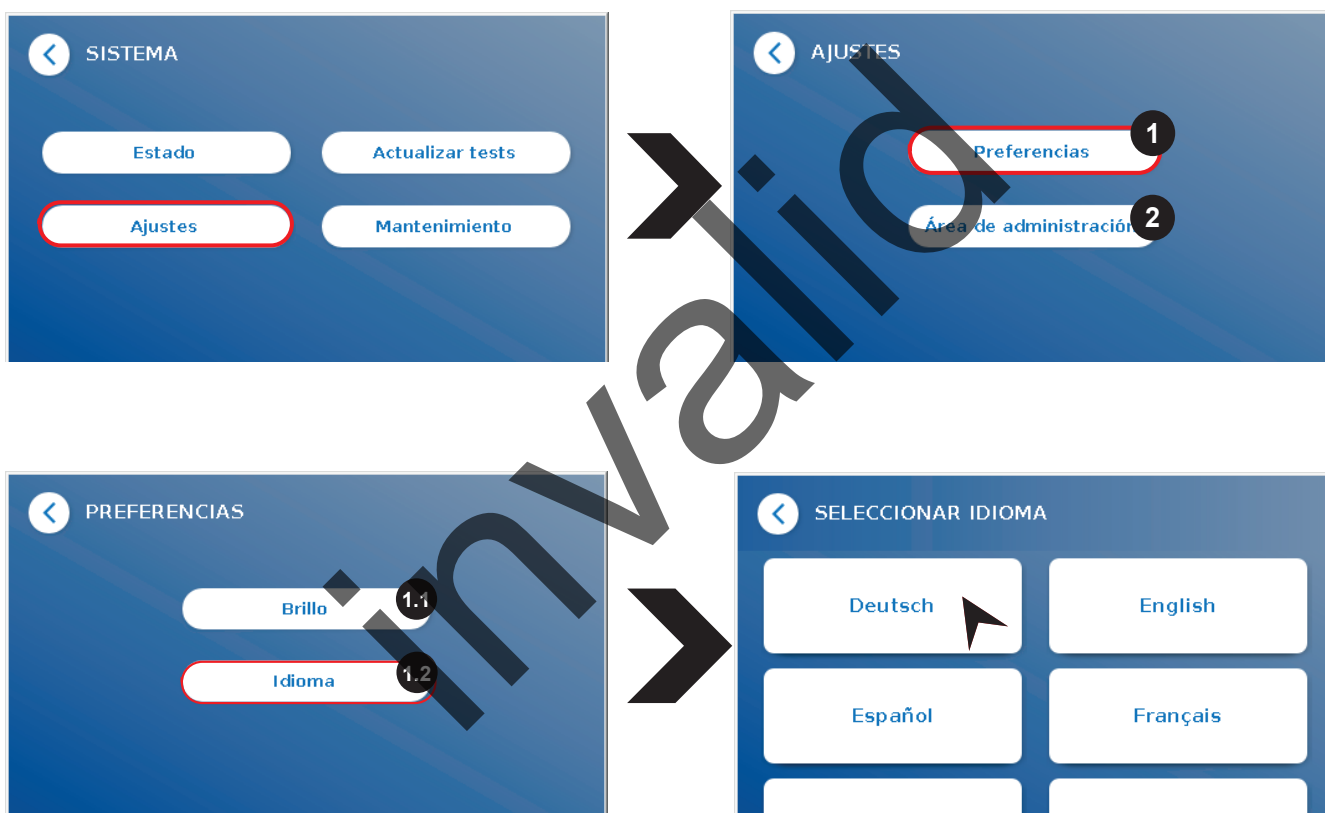 SISTEMA
Estado
Actualizar tests
Ajustes
Mantenimiento
AJUSTES
Preferencias
1
Área de administración
2
PREFERENCIAS
Brillo
1.1
Idioma
1.2
SELECCIONAR IDIOMA
Deutsch
English
Español
Français
invalid